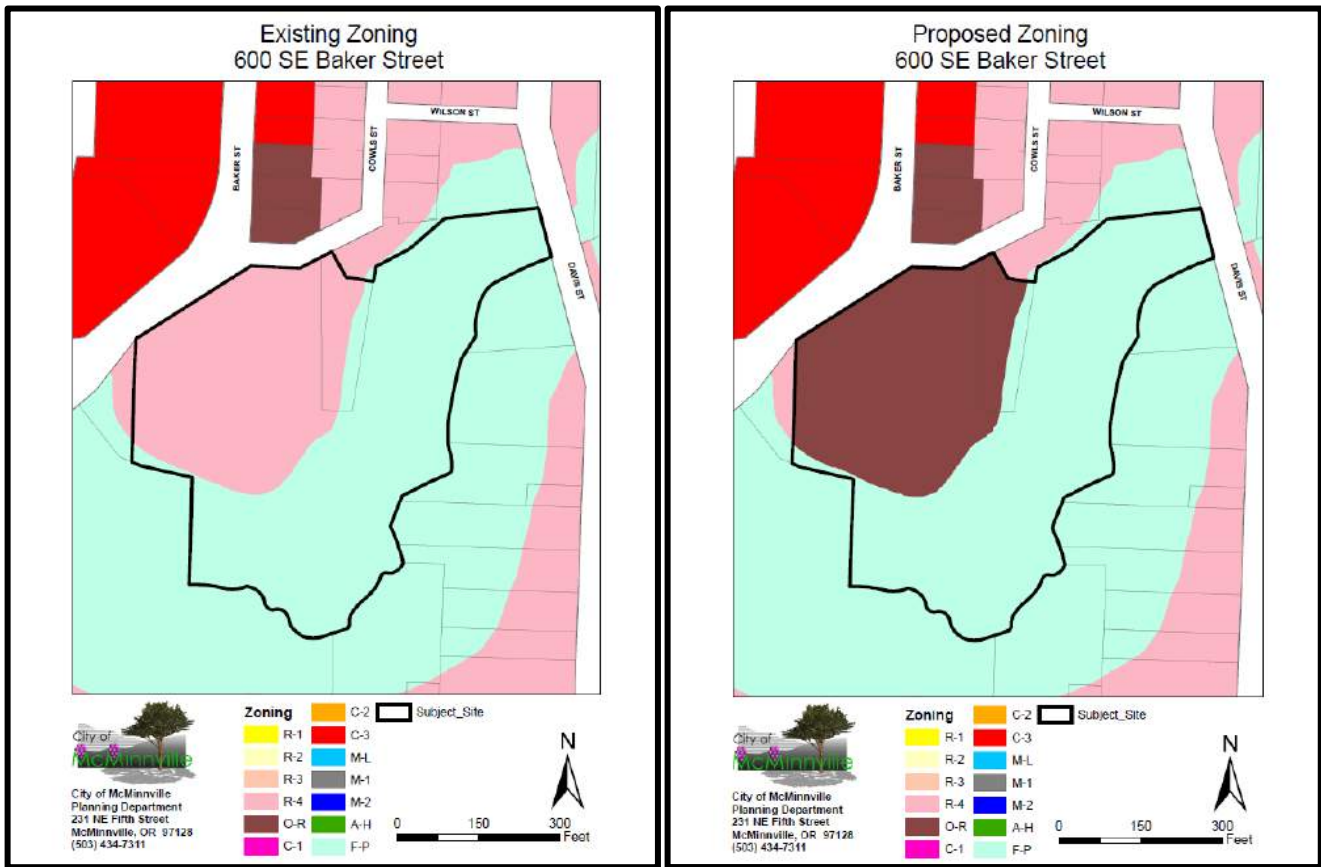 Existing Zoning
600 SE Baker Street
WILSON ST
COWLS ST
BAKER ST
DAVIS ST
City of
McMinnville
City of McMinnville
Planning Department
231 NE Fifth Street
McMinnville, OR 97128
(503) 434-7311
Zoning
R-1
R-2
R-3
R-4
O-R
C-1
C-2
C-3
M-L
M-1
M-2
A-H
F-P
Subject_Site
N
0 150 300
Feet
Proposed Zoning
600 SE Baker Street
WILSON ST
COWLS ST
BAKER ST
DAVIS ST
City of
McMinnville
City of McMinnville
Planning Department
231 NE Fifth Street
McMinnville, OR 97128
(503) 434-7311
Zoning
R-1
R-2
R-3
R-4
O-R
C-1
C-2
C-3
M-L
M-1
M-2
A-H
F-P
Subject_Site
N
0 150 300
Feet